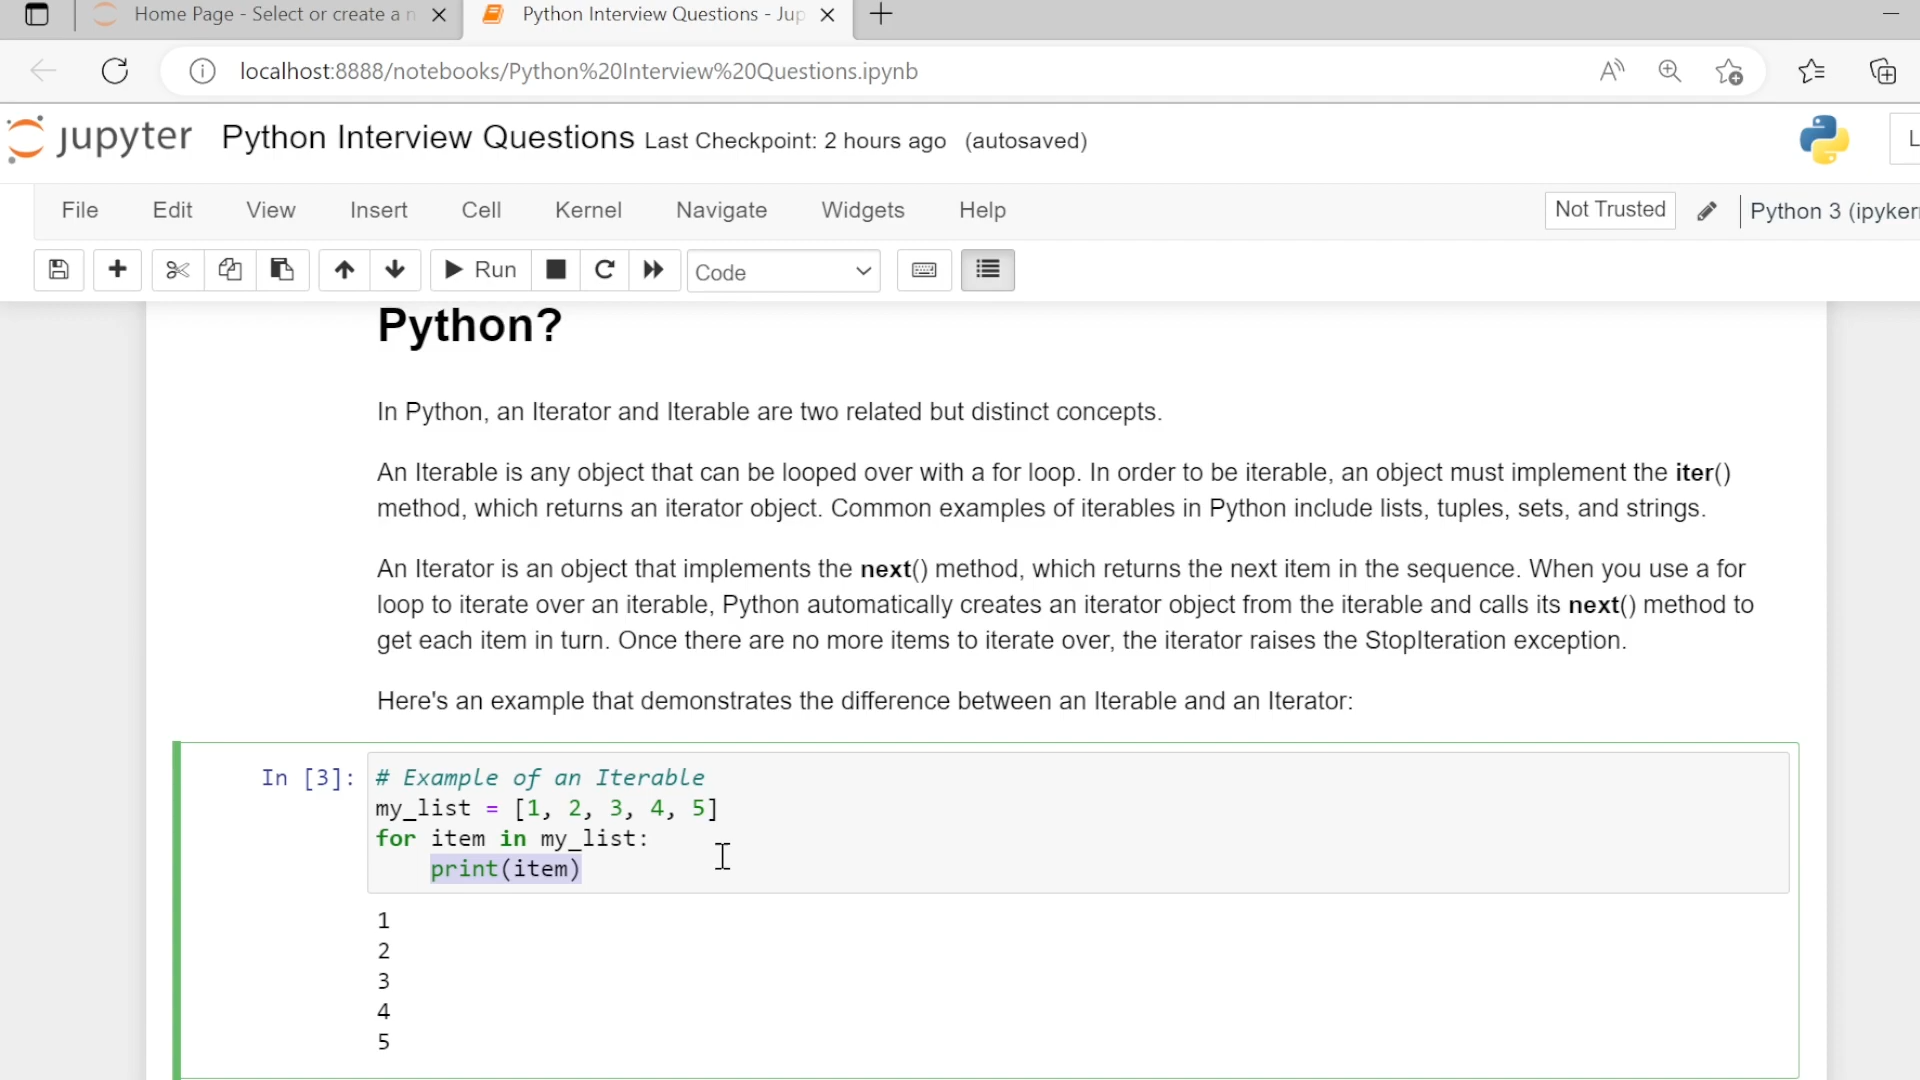 Home Page - Select or create a n
Python Interview Questions - Jup
localhost:8888/notebooks/Python%20Interview%20Questions.ipynb
jupyter Python Interview Questions Last Checkpoint: 2 hours ago (autosaved)
File Edit View Insert Cell Kernel Navigate Widgets Help Not Trusted Python 3 (ipyker
Run Code
Python?
In Python, an Iterator and Iterable are two related but distinct concepts.
An Iterable is any object that can be looped over with a for loop. In order to be iterable, an object must implement the iter()
method, which returns an iterator object. Common examples of iterables in Python include lists, tuples, sets, and strings.
An Iterator is an object that implements the next() method, which returns the next item in the sequence. When you use a for
loop to iterate over an iterable, Python automatically creates an iterator object from the iterable and calls its next() method to
get each item in turn. Once there are no more items to iterate over, the iterator raises the StopIteration exception.
Here's an example that demonstrates the difference between an Iterable and an Iterator:
In [3]: # Example of an Iterable
my_list = [1, 2, 3, 4, 5]
for item in my_list:
    print(item)
1
2
3
4
5